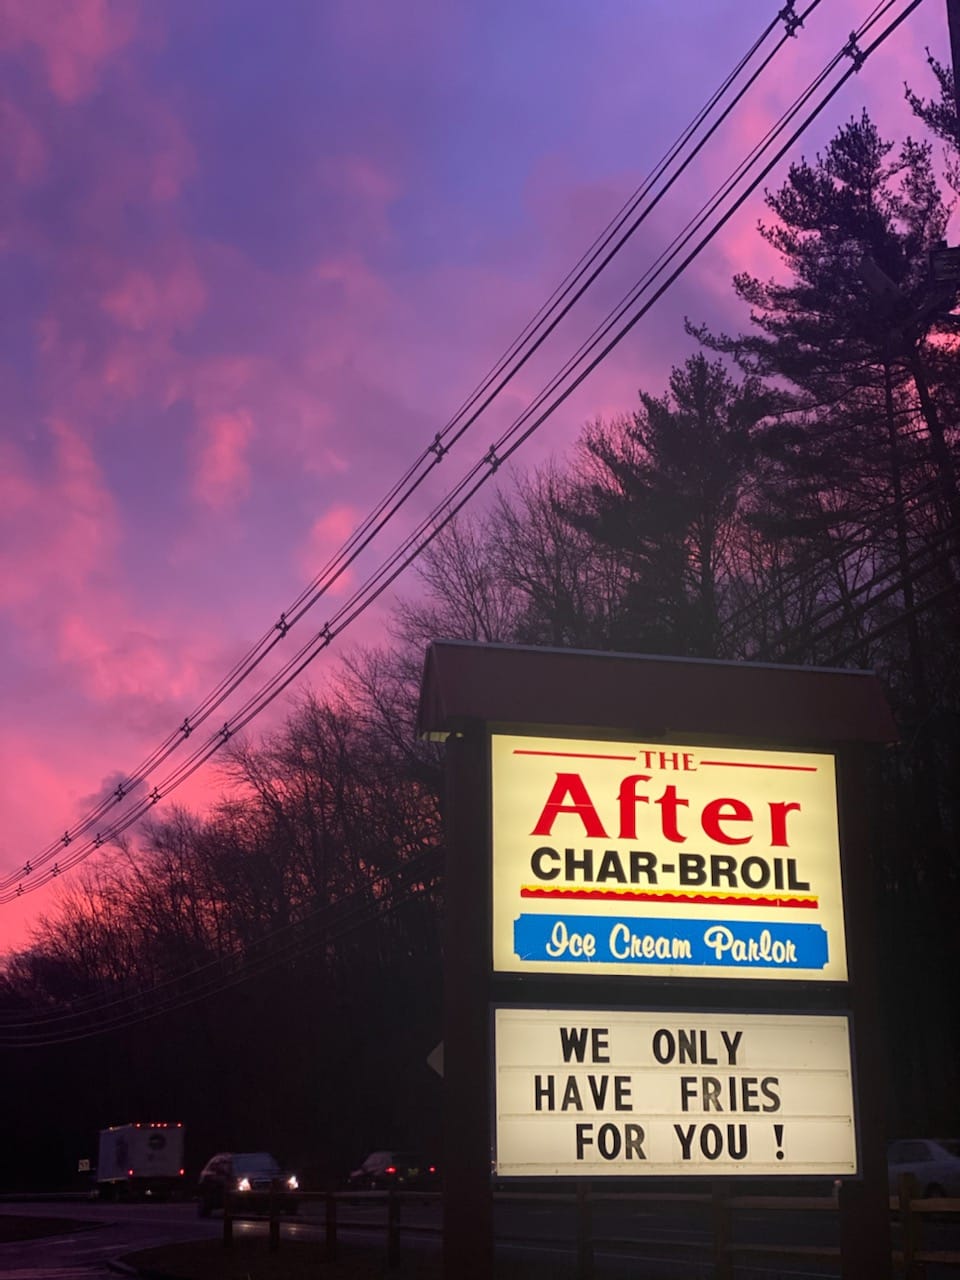 THE
After
CHAR-BROIL
Ice Cream Parlor
WE ONLY
HAVE FRIES
FOR YOU !